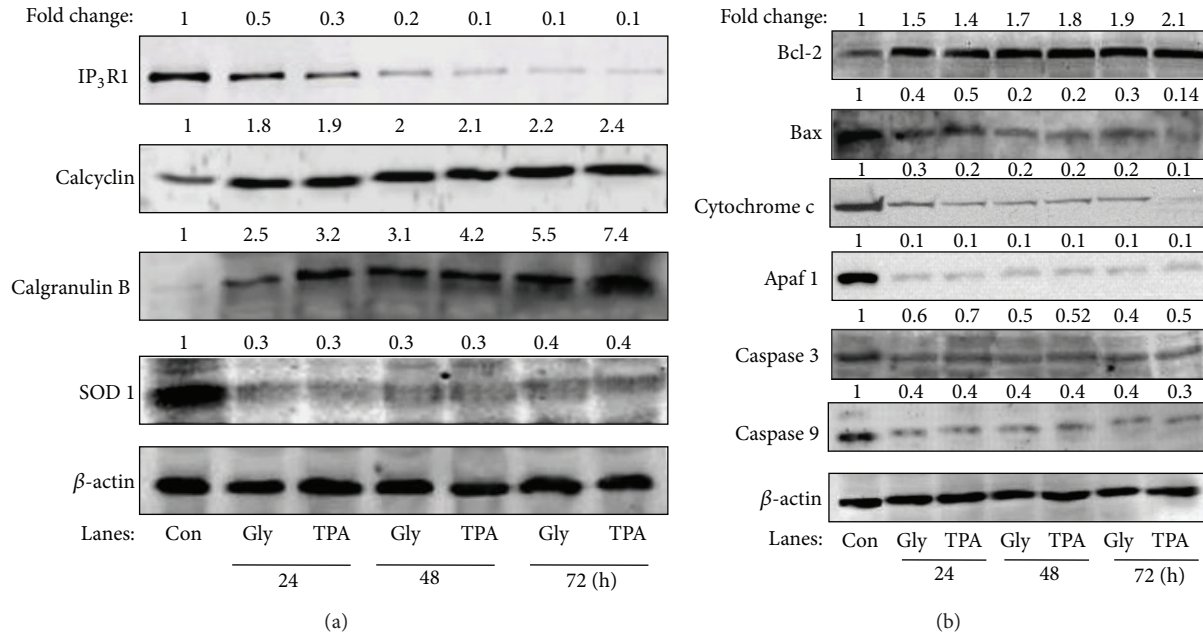 Fold change: 1 0.5 0.3 0.2 0.1 0.1 0.1
IP3R1
1 1.8 1.9 2 2.1 2.2 2.4
Calcyclin
1 2.5 3.2 3.1 4.2 5.5 7.4
Calgranulin B
1 0.3 0.3 0.3 0.3 0.4 0.4
SOD 1
β-actin
Lanes: Con Gly TPA Gly TPA Gly TPA
24 48 72 (h)
(a)
Fold change: 1 1.5 1.4 1.7 1.8 1.9 2.1
Bcl-2
1 0.4 0.5 0.2 0.2 0.3 0.14
Bax
1 0.3 0.2 0.2 0.2 0.2 0.1
Cytochrome c
1 0.1 0.1 0.1 0.1 0.1 0.1
Apaf 1
1 0.6 0.7 0.5 0.52 0.4 0.5
Caspase 3
1 0.4 0.4 0.4 0.4 0.4 0.3
Caspase 9
β-actin
Lanes: Con Gly TPA Gly TPA Gly TPA
24 48 72 (h)
(b)